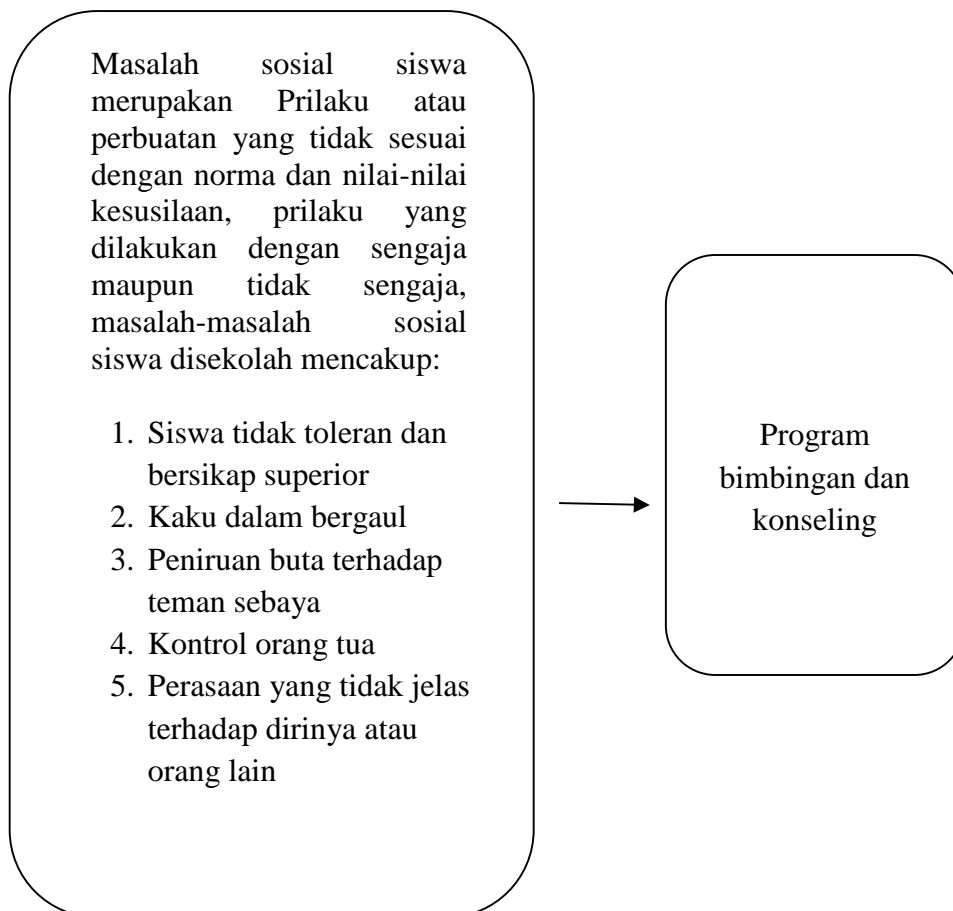 Masalah sosial siswa
merupakan Prilaku atau
perbuatan yang tidak sesuai
dengan norma dan nilai-nilai
kesusilaan, prilaku yang
dilakukan dengan sengaja
maupun tidak sengaja,
masalah-masalah sosial
siswa disekolah mencakup:
1. Siswa tidak toleran dan
bersikap superior
2. Kaku dalam bergaul
3. Peniruan buta terhadap
teman sebaya
4. Kontrol orang tua
5. Perasaan yang tidak jelas
terhadap dirinya atau
orang lain
Program
bimbingan dan
konseling